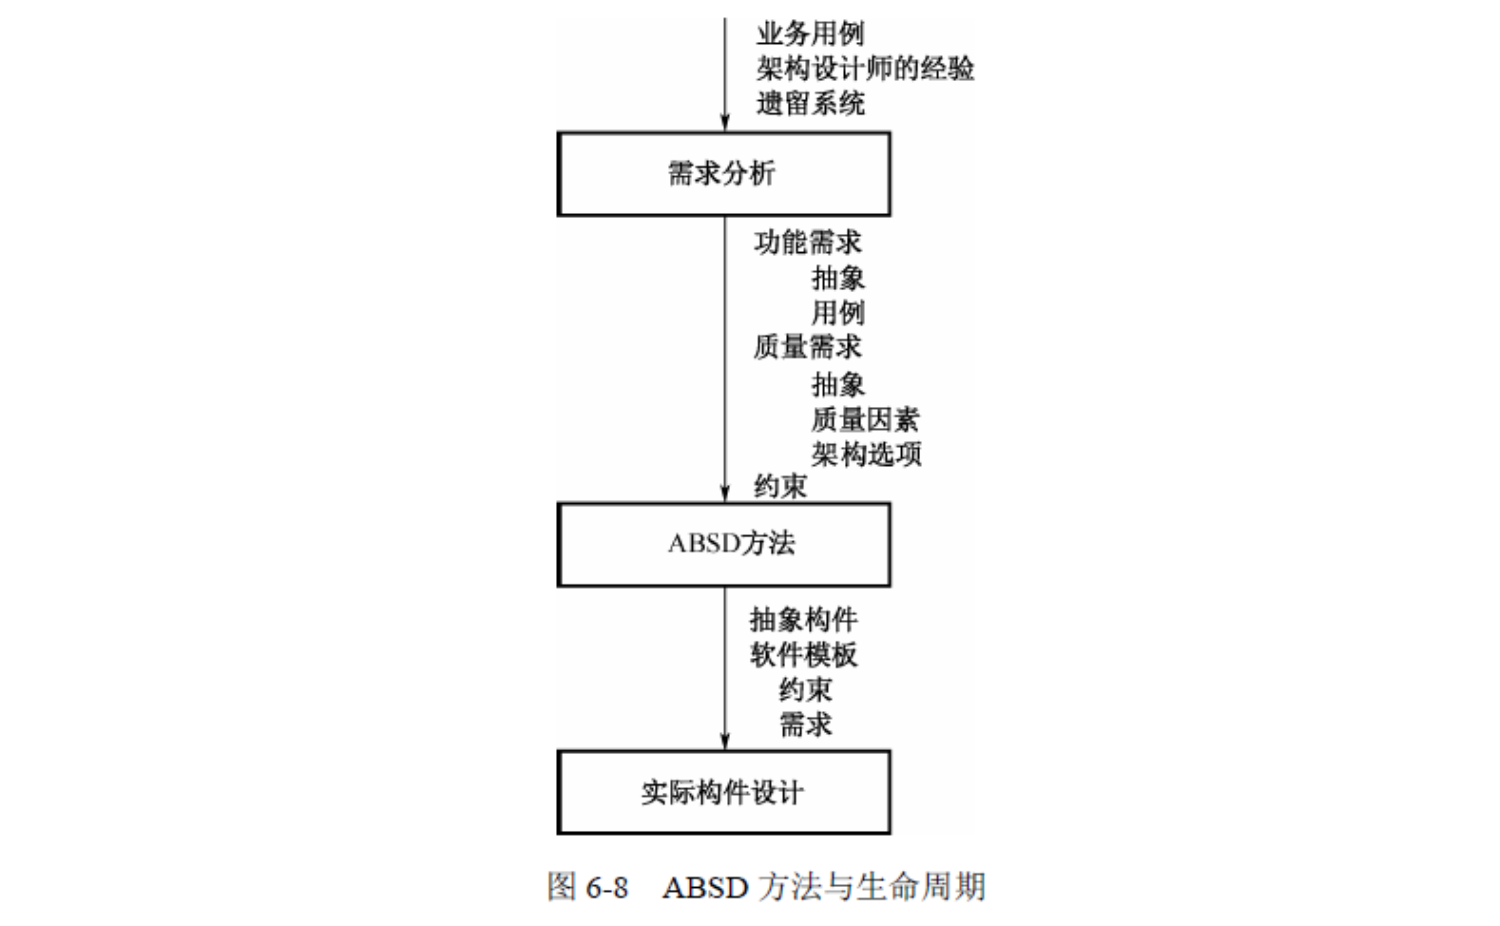 业务用例
架构设计师的经验
遗留系统
需求分析
功能需求
抽象
用例
质量需求
抽象
质量因素
架构选项
约束
ABSD方法
抽象构件
软件模板
约束
需求
实际构件设计
图 6-8 ABSD 方法与生命周期